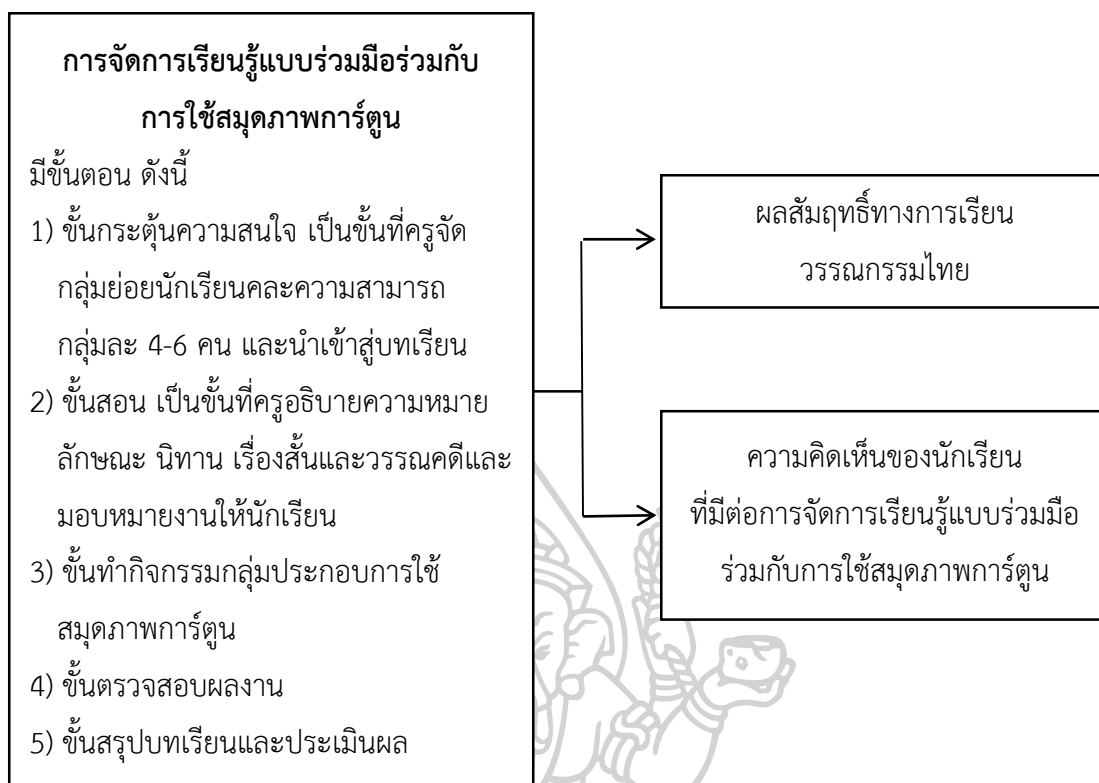 การจัดการเรียนรู้แบบร่วมมือร่วมกับ
การใช้สมุดภาพการ์ตูน
มีขั้นตอน ดังนี้
1) ขั้นกระตุ้นความสนใจ เป็นขั้นที่ครูจัด
กลุ่มย่อยนักเรียนคละความสามารถ
กลุ่มละ 4-6 คน และนำเข้าสู่บทเรียน
2) ขั้นสอน เป็นขั้นที่ครูอธิบายความหมาย
ลักษณะ นิทาน เรื่องสั้นและวรรณคดีและ
มอบหมายงานให้นักเรียน
3) ขั้นทำกิจกรรมกลุ่มประกอบการใช้
สมุดภาพการ์ตูน
4) ขั้นตรวจสอบผลงาน
5) ขั้นสรุปบทเรียนและประเมินผล
ผลสัมฤทธิ์ทางการเรียน
วรรณกรรมไทย
ความคิดเห็นของนักเรียน
ที่มีต่อการจัดการเรียนรู้แบบร่วมมือ
ร่วมกับการใช้สมุดภาพการ์ตูน